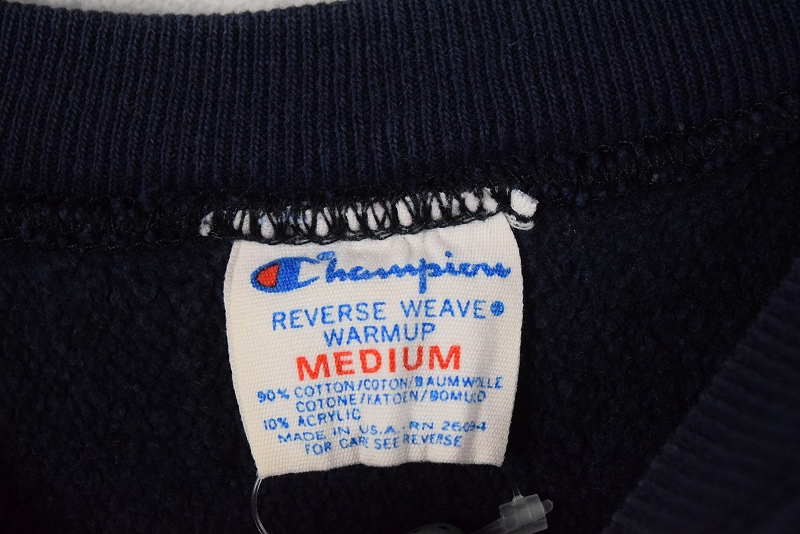 Champion
REVERSE WEAVE®
WARMUP
MEDIUM
90% COTTON/COTON/BAUMWOLLE
COTONE/KATOEN/BOMULD
10% ACRYLIC
MADE IN U.S.A.-RN 26094
FOR CARE SEE REVERSE